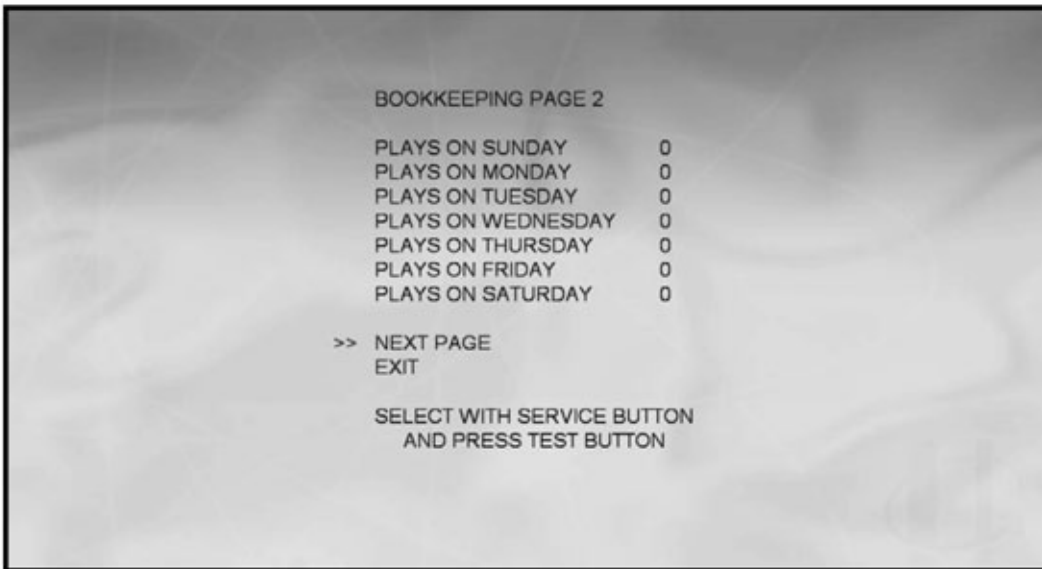 BOOKKEEPING PAGE 2
PLAYS ON SUNDAY 0
PLAYS ON MONDAY 0
PLAYS ON TUESDAY 0
PLAYS ON WEDNESDAY 0
PLAYS ON THURSDAY 0
PLAYS ON FRIDAY 0
PLAYS ON SATURDAY 0
>> NEXT PAGE
EXIT
SELECT WITH SERVICE BUTTON
AND PRESS TEST BUTTON